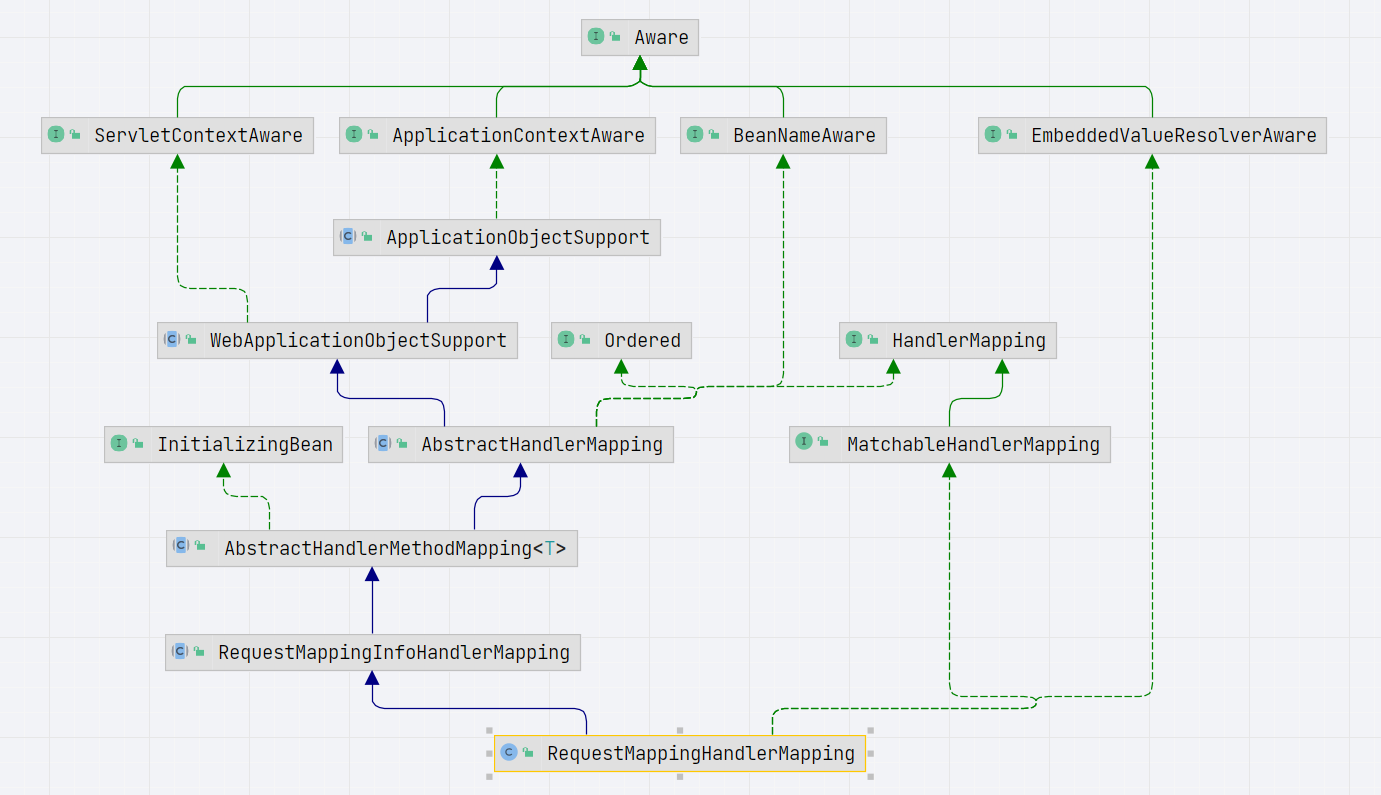 Aware
ServletContextAware
ApplicationContextAware
BeanNameAware
EmbeddedValueResolverAware
ApplicationObjectSupport
WebApplicationObjectSupport
Ordered
HandlerMapping
InitializingBean
AbstractHandlerMapping
MatchableHandlerMapping
AbstractHandlerMethodMapping<T>
RequestMappingInfoHandlerMapping
RequestMappingHandlerMapping